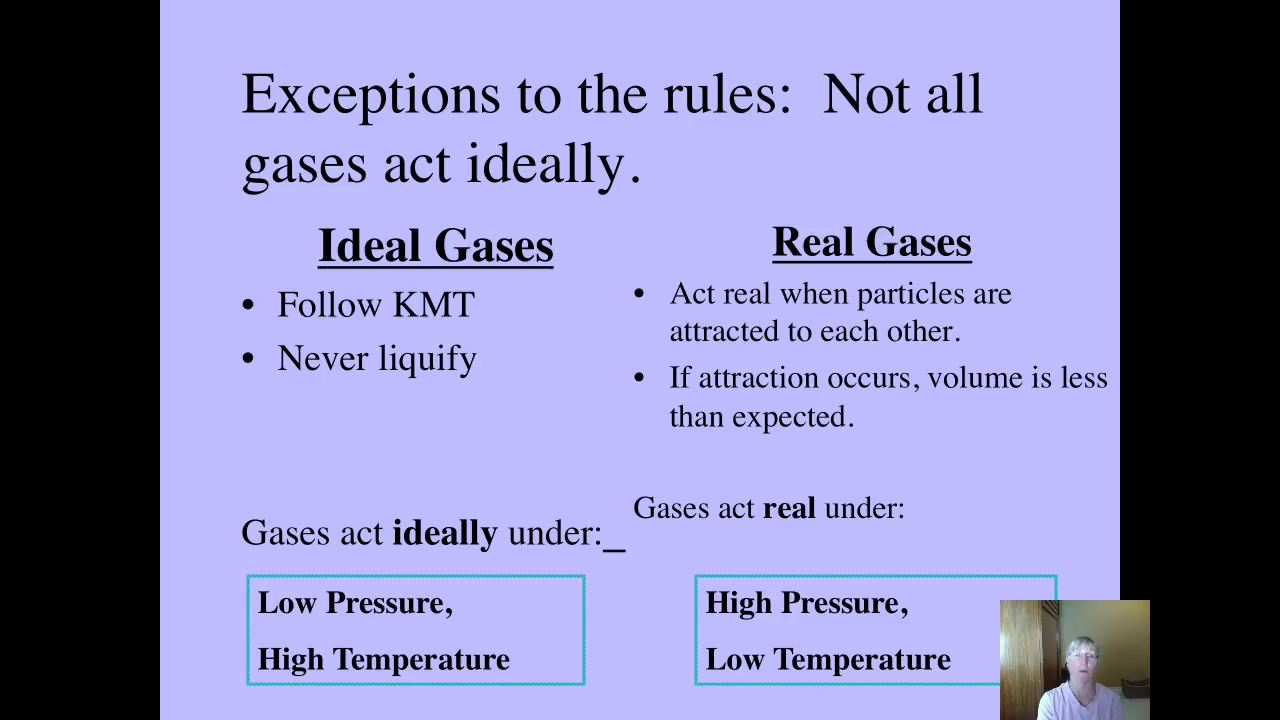 Exceptions to the rules:  Not all
gases act ideally.
Ideal Gases
• Follow KMT
• Never liquify
Gases act ideally under:_
Low Pressure,
High Temperature
Real Gases
• Act real when particles are
attracted to each other.
• If attraction occurs, volume is less
than expected.
Gases act real under:
High Pressure,
Low Temperature